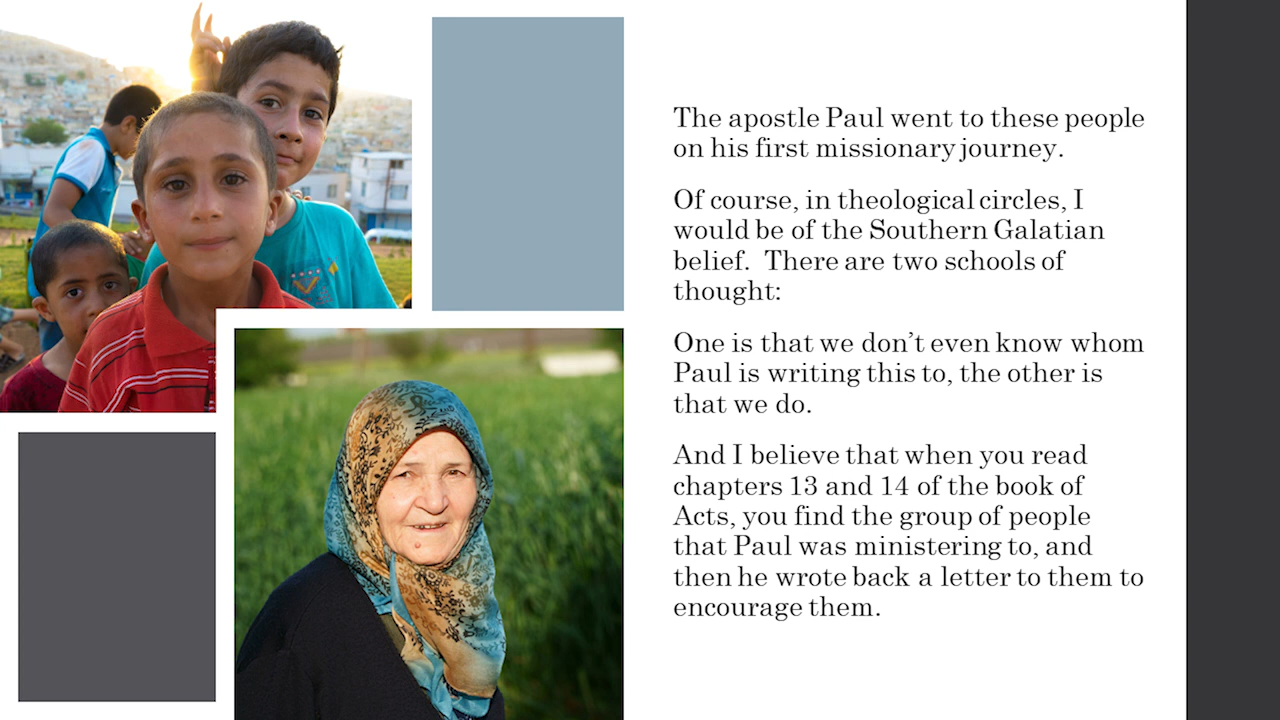 The apostle Paul went to these people
on his first missionary journey.
Of course, in theological circles, I
would be of the Southern Galatian
belief.  There are two schools of
thought:
One is that we don’t even know whom
Paul is writing this to, the other is
that we do.
And I believe that when you read
chapters 13 and 14 of the book of
Acts, you find the group of people
that Paul was ministering to, and
then he wrote back a letter to them to
encourage them.